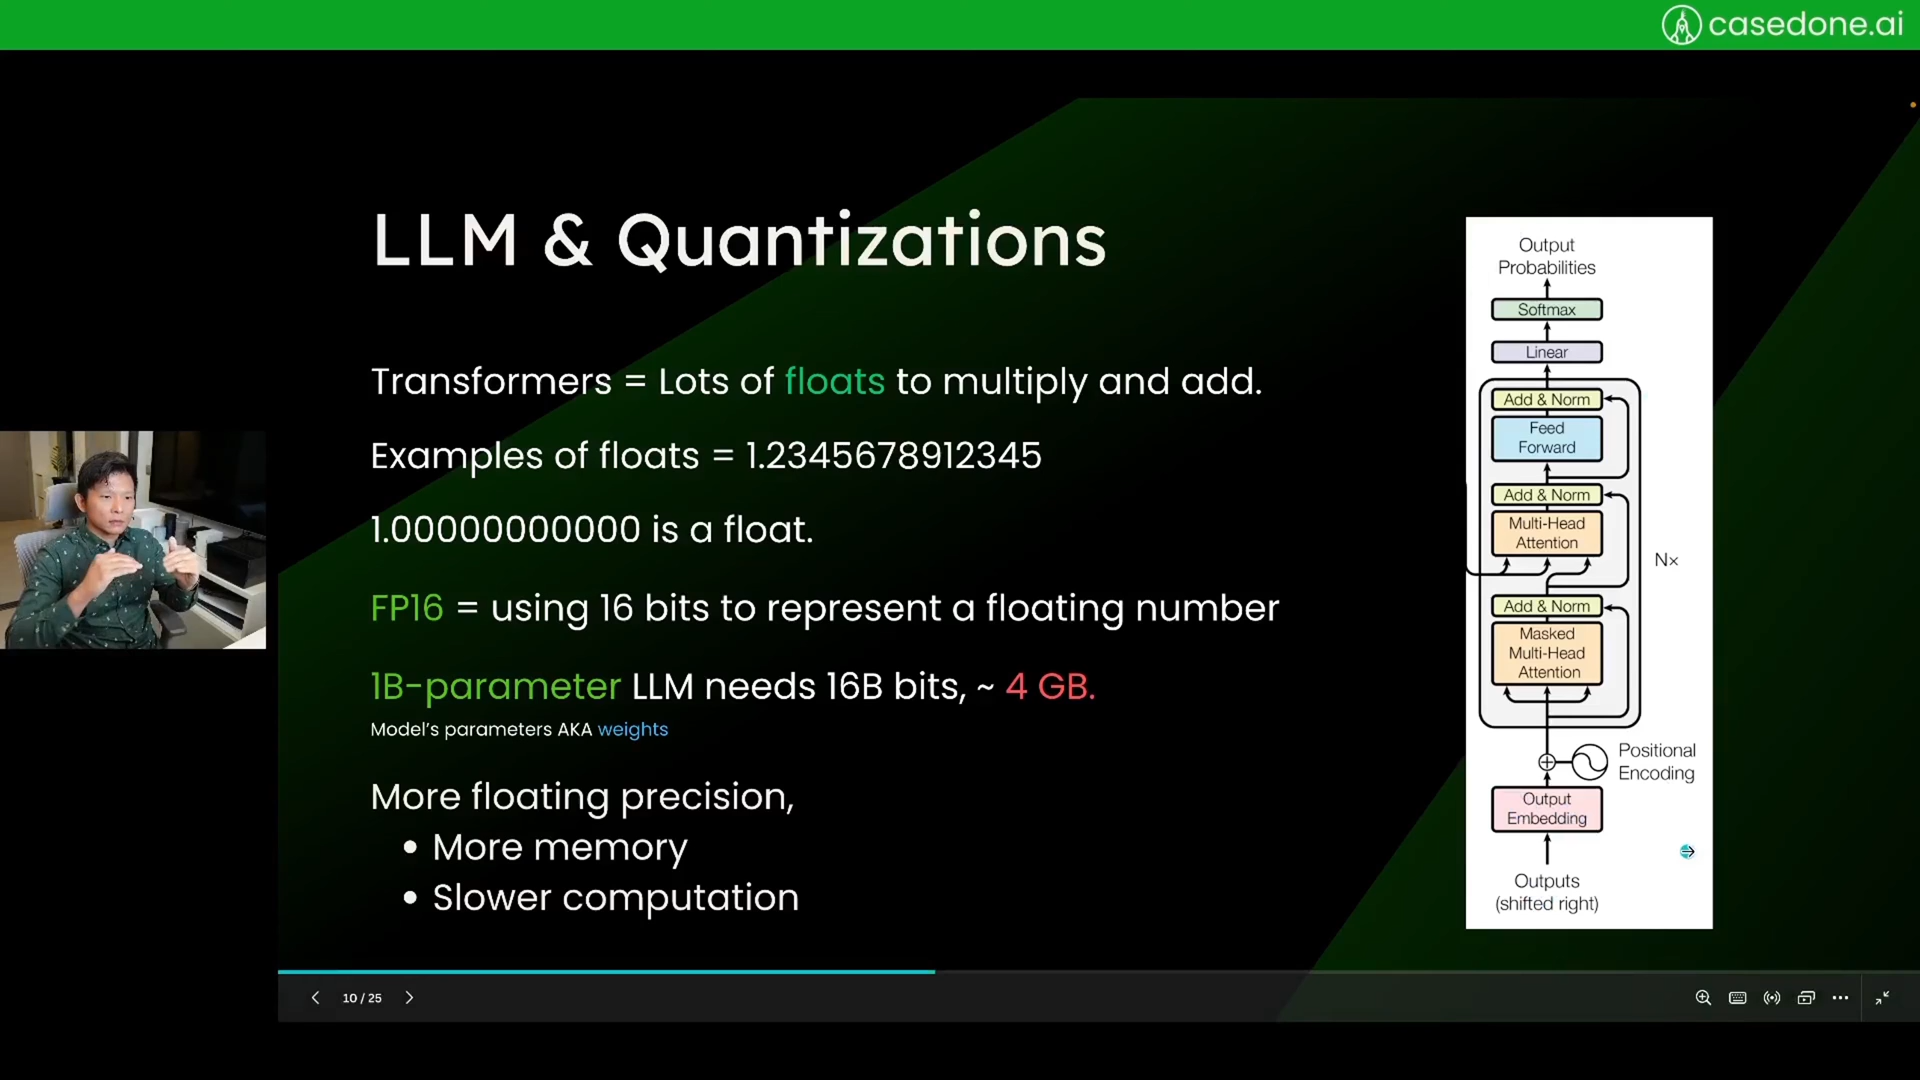 casedone.ai
LLM & Quantizations
Transformers = Lots of floats to multiply and add.
Examples of floats = 1.2345678912345
1.00000000000 is a float.
FP16 = using 16 bits to represent a floating number
1B-parameter LLM needs 16B bits, ~ 4 GB.
Model's parameters AKA weights
More floating precision,
• More memory
• Slower computation
Output
Probabilities
Softmax
Linear
Add & Norm
Feed
Forward
Add & Norm
Multi-Head
Attention
N×
Add & Norm
Masked
Multi-Head
Attention
Positional
Encoding
Output
Embedding
Outputs
(shifted right)
10 / 25